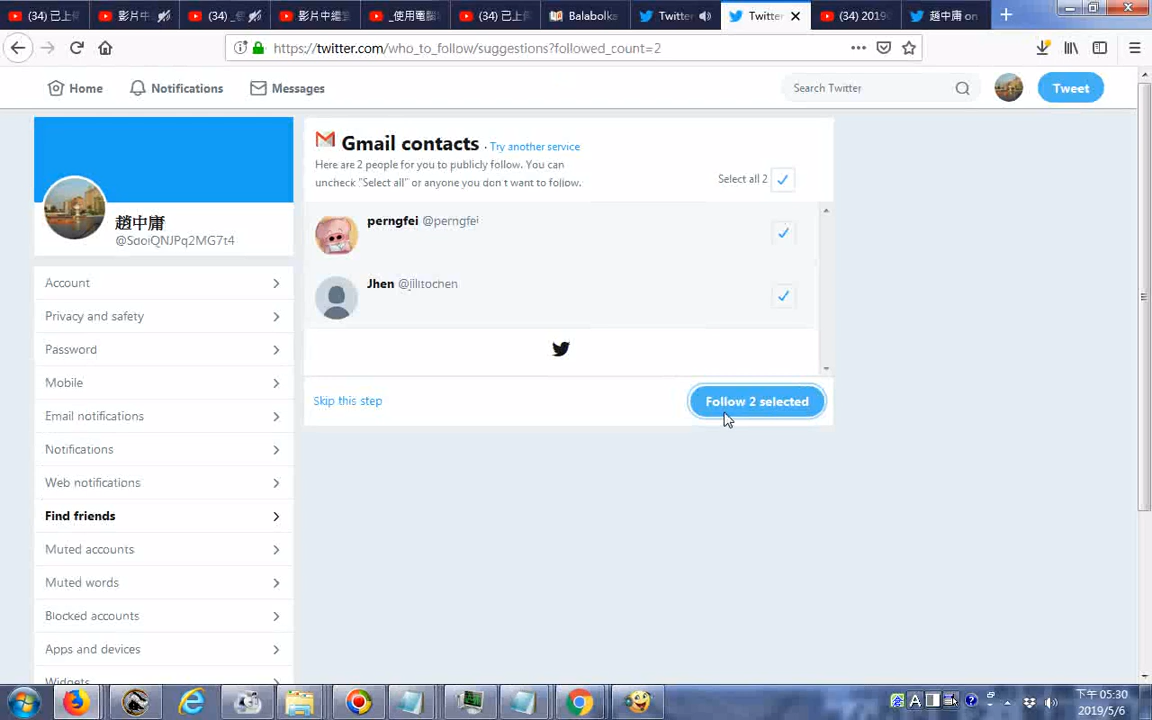 (34) 已上
影片中
(34) _
影片中繼
_使用電腦
(34) 已上
Balabolka
Twitter
Twitter
(34) 2019
趙中庸 on
https://twitter.com/who_to_follow/suggestions?followed_count=2
Home
Notifications
Messages
Search Twitter
Tweet
Gmail contacts · Try another service
Here are 2 people for you to publicly follow. You can
uncheck "Select all" or anyone you don't want to follow.
Select all 2
perngfei @perngfei
Jhen @jilitochen
Skip this step
Follow 2 selected
趙中庸
@SdoiQNJPq2MG7t4
Account
Privacy and safety
Password
Mobile
Email notifications
Notifications
Web notifications
Find friends
Muted accounts
Muted words
Blocked accounts
Apps and devices
Widgets
下午 05:30
2019/5/6